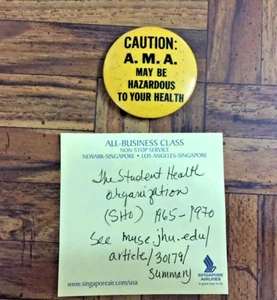 CAUTION:
A. M. A.
MAY BE
HAZARDOUS
TO YOUR HEALTH
ALL-BUSINESS CLASS
NON-STOP SERVICE
NEWARK-SINGAPORE • LOS ANGELES-SINGAPORE
The Student Health
Organization
(SHO) 1965-1970
See muse.jhu.edu/
article/30179/
Summary
www.singaporeair.com/usa
SINGAPORE
AIRLINES